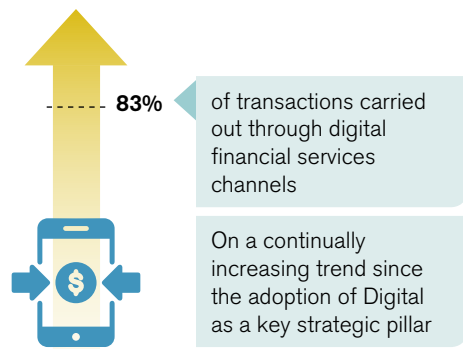 83%
of transactions carried
out through digital
financial services
channels
On a continually
increasing trend since
the adoption of Digital
as a key strategic pillar
$